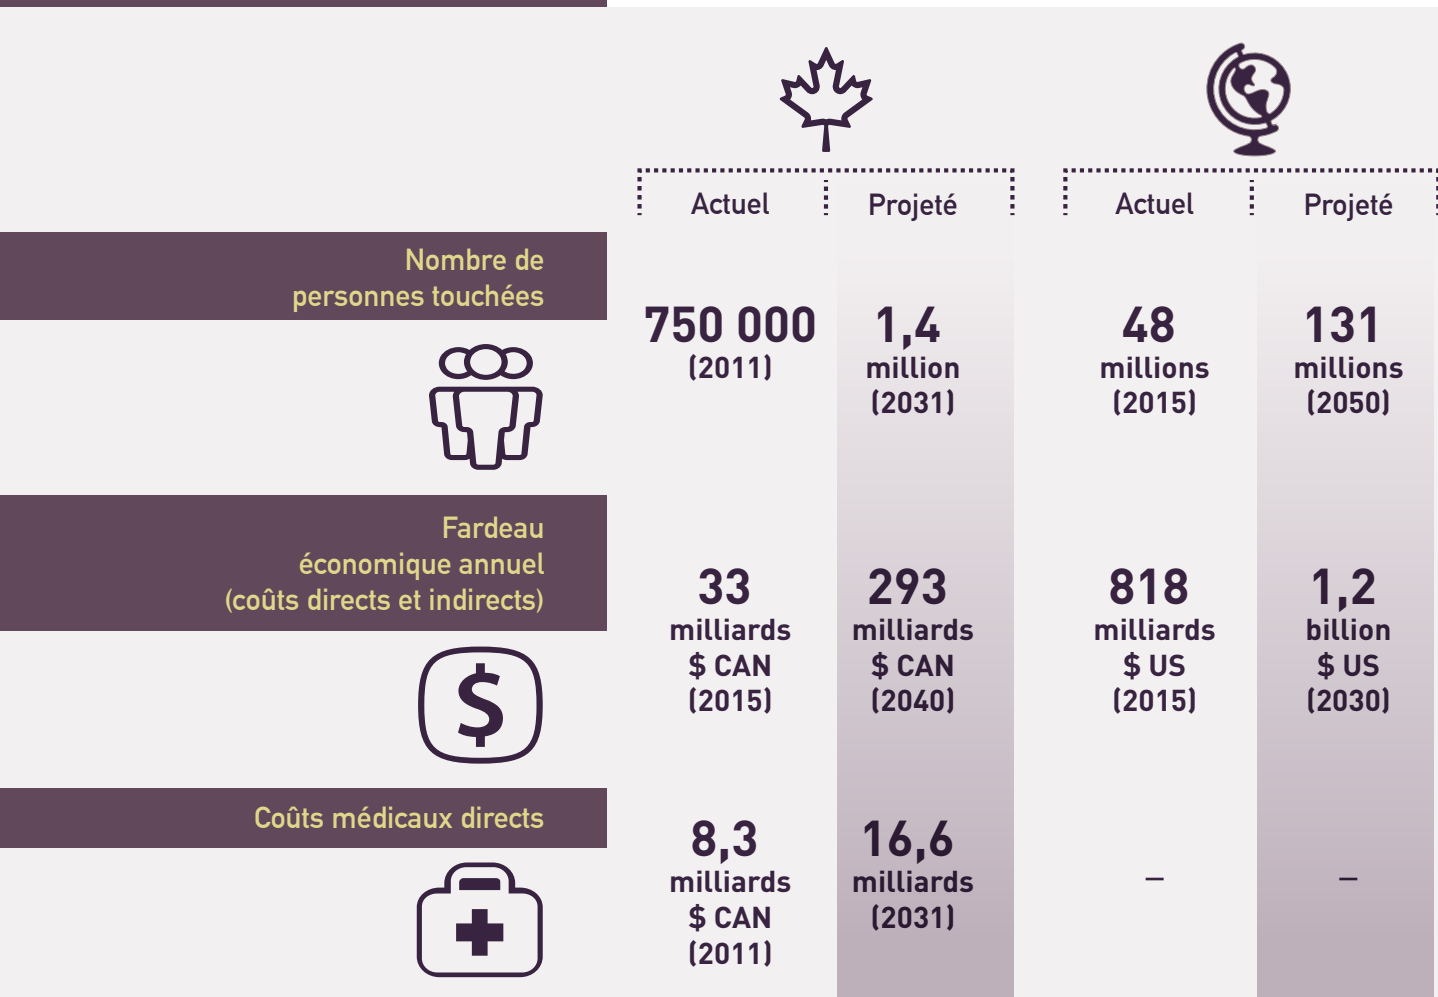 Actuel
Projeté
Actuel
Projeté
Nombre de
personnes touchées
750 000
(2011)
1,4
million
(2031)
48
millions
(2015)
131
millions
(2050)
Fardeau
économique annuel
(coûts directs et indirects)
33
milliards
$ CAN
(2015)
293
milliards
$ CAN
(2040)
818
milliards
$ US
(2015)
1,2
billion
$ US
(2030)
$
Coûts médicaux directs
8,3
milliards
$ CAN
(2011)
16,6
milliards
(2031)
–
–